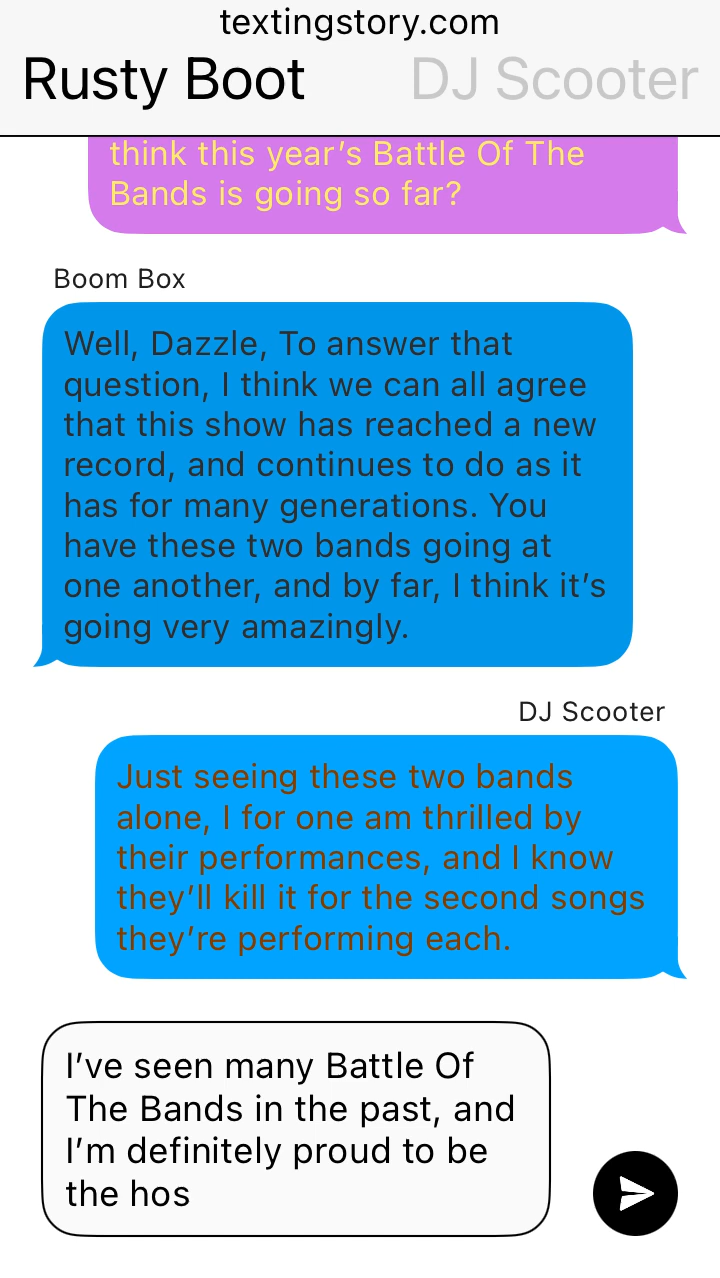 textingstory.com
Rusty Boot DJ Scooter
think this year’s Battle Of The
Bands is going so far?
Boom Box
Well, Dazzle, To answer that
question, I think we can all agree
that this show has reached a new
record, and continues to do as it
has for many generations. You
have these two bands going at
one another, and by far, I think it’s
going very amazingly.
DJ Scooter
Just seeing these two bands
alone, I for one am thrilled by
their performances, and I know
they’ll kill it for the second songs
they’re performing each.
I’ve seen many Battle Of
The Bands in the past, and
I’m definitely proud to be
the hos